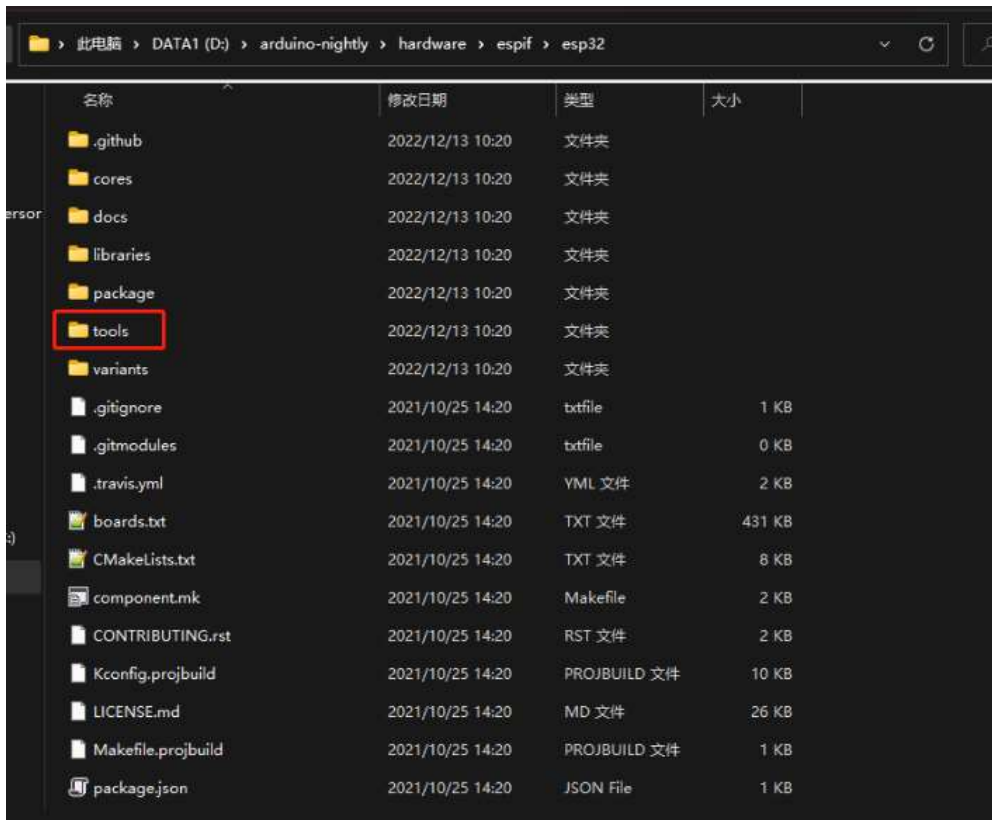 此电脑 › DATA1 (D:) › arduino-nightly › hardware › espif › esp32
名称 修改日期 类型 大小
.github 2022/12/13 10:20 文件夹
cores 2022/12/13 10:20 文件夹
ersor docs 2022/12/13 10:20 文件夹
libraries 2022/12/13 10:20 文件夹
package 2022/12/13 10:20 文件夹
tools 2022/12/13 10:20 文件夹
variants 2022/12/13 10:20 文件夹
.gitignore 2021/10/25 14:20 txtfile 1 KB
.gitmodules 2021/10/25 14:20 txtfile 0 KB
.travis.yml 2021/10/25 14:20 YML 文件 2 KB
boards.txt 2021/10/25 14:20 TXT 文件 431 KB
:) CMakeLists.txt 2021/10/25 14:20 TXT 文件 8 KB
component.mk 2021/10/25 14:20 Makefile 2 KB
CONTRIBUTING.rst 2021/10/25 14:20 RST 文件 2 KB
Kconfig.projbuild 2021/10/25 14:20 PROJBUILD 文件 10 KB
LICENSE.md 2021/10/25 14:20 MD 文件 26 KB
Makefile.projbuild 2021/10/25 14:20 PROJBUILD 文件 1 KB
package.json 2021/10/25 14:20 JSON File 1 KB